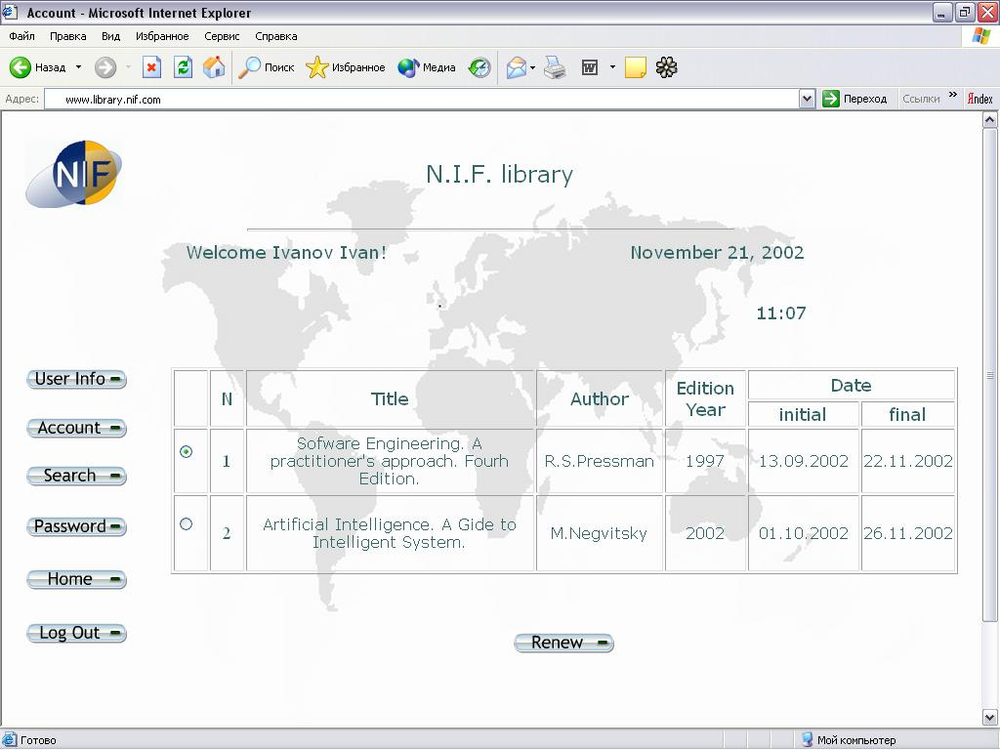 Account - Microsoft Internet Explorer
Файл Правка Вид Избранное Сервис Справка
Назад Поиск Избранное Медиа
Адрес: www.library.nif.com Переход Ссылки » Яndex
NIF
N.I.F. library
Welcome Ivanov Ivan! November 21, 2002
11:07
User Info
Account
Search
Password
Home
Log Out
N Title Author Edition Year Date
initial final
1 Sofware Engineering. A practitioner's approach. Fourh Edition. R.S.Pressman 1997 13.09.2002 22.11.2002
2 Artificial Intelligence. A Gide to Intelligent System. M.Negvitsky 2002 01.10.2002 26.11.2002
Renew
Готово Мой компьютер